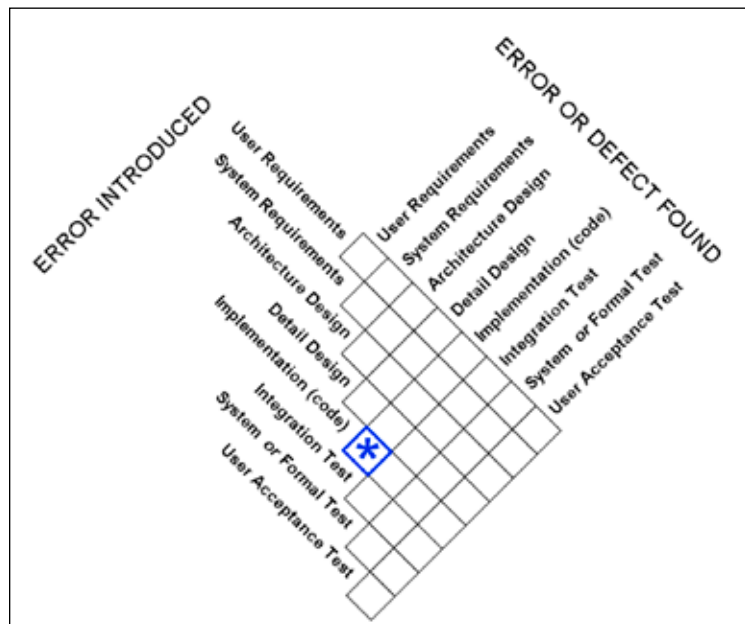 ERROR INTRODUCED
ERROR OR DEFECT FOUND
User Requirements
System Requirements
Architecture Design
Detail Design
Implementation (code)
Integration Test
System or Formal Test
User Acceptance Test
User Requirements
System Requirements
Architecture Design
Detail Design
Implementation (code)
Integration Test
System or Formal Test
User Acceptance Test
*